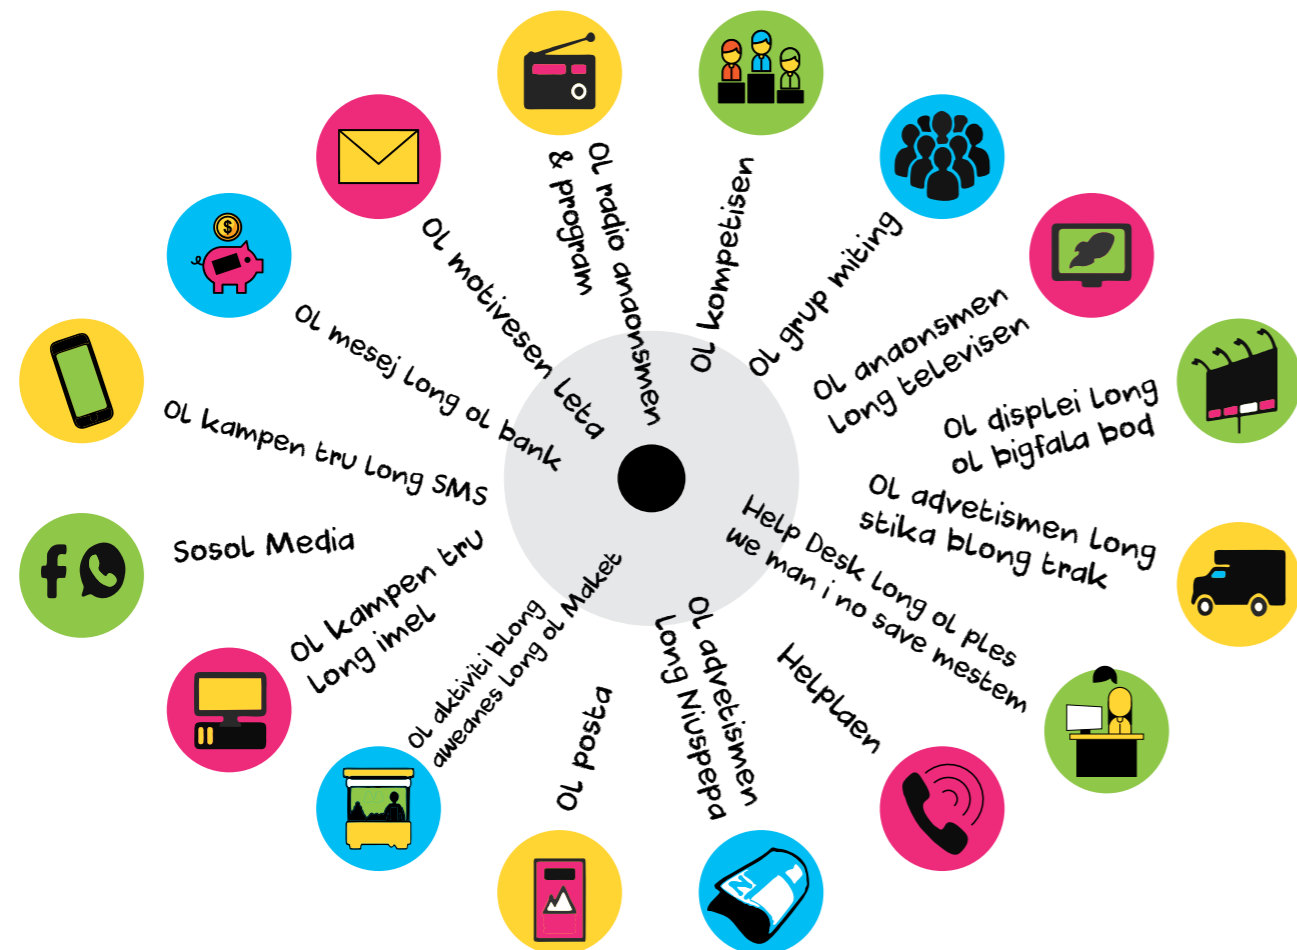 OL radio anaonsmen
& program
OL kompetisen
OL grup miting
OL anaonsmen
Long televisen
OL displei long
ol bigfala bod
OL advetismen Long
stika blong trak
Help Desk Long ol ples
we man i no save mestem
Helplaen
OL advetismen
Long Niuspepa
OL posta
OL aktiviti blong
aweanes Long ol Maket
OL kampen tru
Long imel
Sosol Media
OL kampen tru Long SMS
OL mesej Long ol bank
OL motivesen Leta
$
f
N